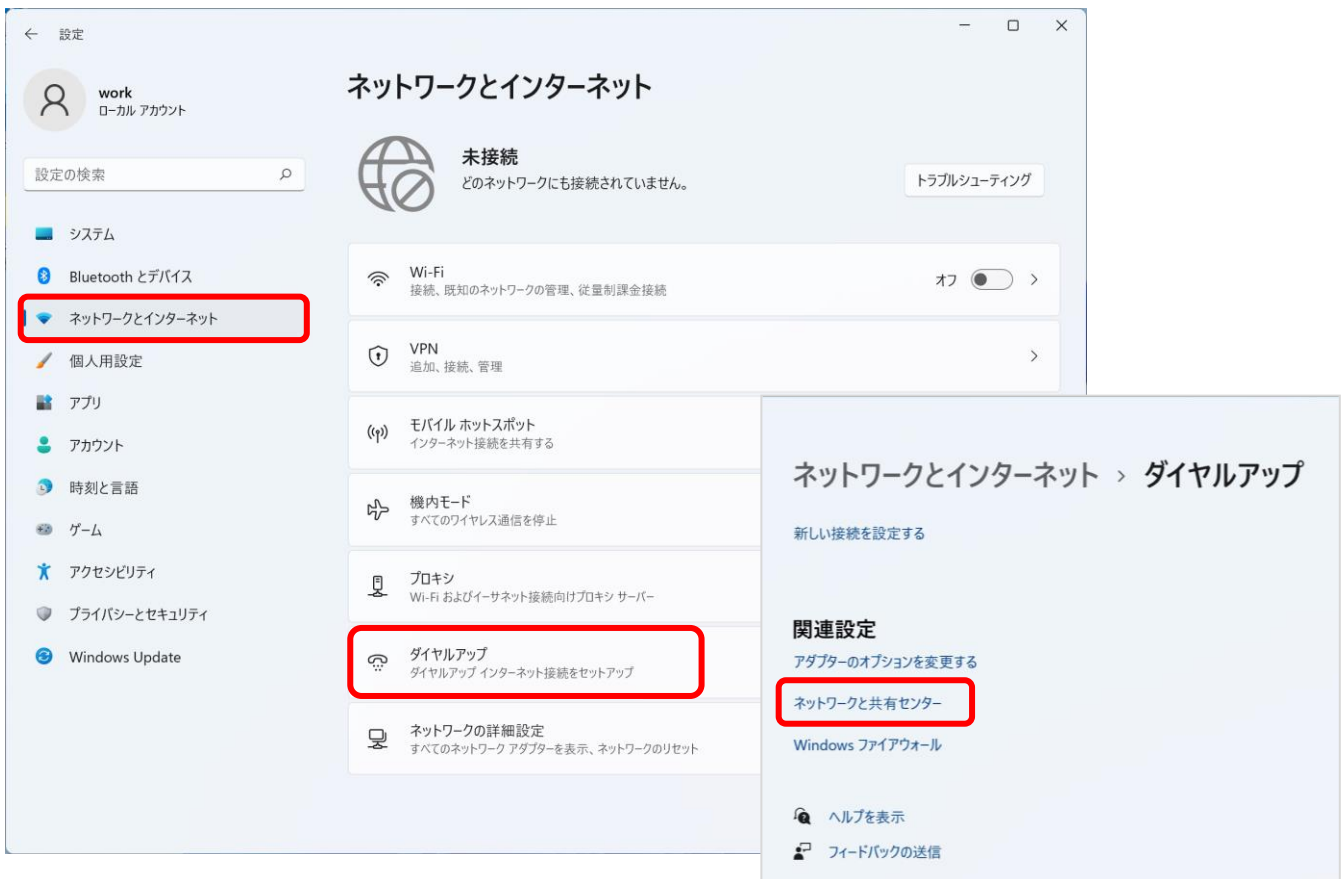 設定
work
ローカル アカウント
設定の検索
システム
Bluetooth とデバイス
ネットワークとインターネット
個人用設定
アプリ
アカウント
時刻と言語
ゲーム
アクセシビリティ
プライバシーとセキュリティ
Windows Update
ネットワークとインターネット
未接続
どのネットワークにも接続されていません。
トラブルシューティング
Wi-Fi
接続、既知のネットワークの管理、従量制課金接続
オフ
VPN
追加、接続、管理
モバイル ホットスポット
インターネット接続を共有する
機内モード
すべてのワイヤレス通信を停止
プロキシ
Wi-Fi およびイーサネット接続向けプロキシ サーバー
ダイヤルアップ
ダイヤルアップ インターネット接続をセットアップ
ネットワークの詳細設定
すべてのネットワーク アダプターを表示、ネットワークのリセット
ネットワークとインターネット › ダイヤルアップ
新しい接続を設定する
関連設定
アダプターのオプションを変更する
ネットワークと共有センター
Windows ファイアウォール
ヘルプを表示
フィードバックの送信